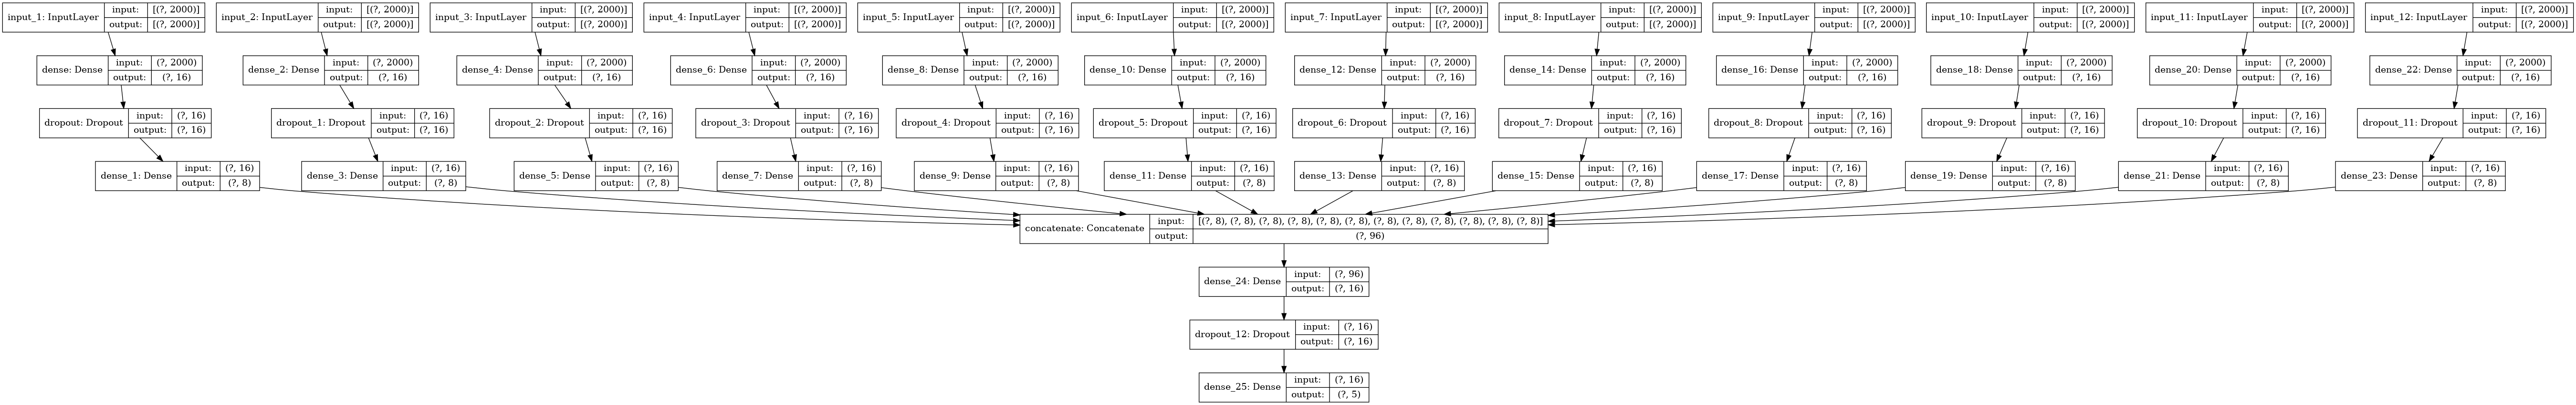 input_1: InputLayer input: [(?, 2000)] output: [(?, 2000)]
input_2: InputLayer input: [(?, 2000)] output: [(?, 2000)]
input_3: InputLayer input: [(?, 2000)] output: [(?, 2000)]
input_4: InputLayer input: [(?, 2000)] output: [(?, 2000)]
input_5: InputLayer input: [(?, 2000)] output: [(?, 2000)]
input_6: InputLayer input: [(?, 2000)] output: [(?, 2000)]
input_7: InputLayer input: [(?, 2000)] output: [(?, 2000)]
input_8: InputLayer input: [(?, 2000)] output: [(?, 2000)]
input_9: InputLayer input: [(?, 2000)] output: [(?, 2000)]
input_10: InputLayer input: [(?, 2000)] output: [(?, 2000)]
input_11: InputLayer input: [(?, 2000)] output: [(?, 2000)]
input_12: InputLayer input: [(?, 2000)] output: [(?, 2000)]
dense: Dense input: (?, 2000) output: (?, 16)
dense_2: Dense input: (?, 2000) output: (?, 16)
dense_4: Dense input: (?, 2000) output: (?, 16)
dense_6: Dense input: (?, 2000) output: (?, 16)
dense_8: Dense input: (?, 2000) output: (?, 16)
dense_10: Dense input: (?, 2000) output: (?, 16)
dense_12: Dense input: (?, 2000) output: (?, 16)
dense_14: Dense input: (?, 2000) output: (?, 16)
dense_16: Dense input: (?, 2000) output: (?, 16)
dense_18: Dense input: (?, 2000) output: (?, 16)
dense_20: Dense input: (?, 2000) output: (?, 16)
dense_22: Dense input: (?, 2000) output: (?, 16)
dropout: Dropout input: (?, 16) output: (?, 16)
dropout_1: Dropout input: (?, 16) output: (?, 16)
dropout_2: Dropout input: (?, 16) output: (?, 16)
dropout_3: Dropout input: (?, 16) output: (?, 16)
dropout_4: Dropout input: (?, 16) output: (?, 16)
dropout_5: Dropout input: (?, 16) output: (?, 16)
dropout_6: Dropout input: (?, 16) output: (?, 16)
dropout_7: Dropout input: (?, 16) output: (?, 16)
dropout_8: Dropout input: (?, 16) output: (?, 16)
dropout_9: Dropout input: (?, 16) output: (?, 16)
dropout_10: Dropout input: (?, 16) output: (?, 16)
dropout_11: Dropout input: (?, 16) output: (?, 16)
dense_1: Dense input: (?, 16) output: (?, 8)
dense_3: Dense input: (?, 16) output: (?, 8)
dense_5: Dense input: (?, 16) output: (?, 8)
dense_7: Dense input: (?, 16) output: (?, 8)
dense_9: Dense input: (?, 16) output: (?, 8)
dense_11: Dense input: (?, 16) output: (?, 8)
dense_13: Dense input: (?, 16) output: (?, 8)
dense_15: Dense input: (?, 16) output: (?, 8)
dense_17: Dense input: (?, 16) output: (?, 8)
dense_19: Dense input: (?, 16) output: (?, 8)
dense_21: Dense input: (?, 16) output: (?, 8)
dense_23: Dense input: (?, 16) output: (?, 8)
concatenate: Concatenate input: [(?, 8), (?, 8), (?, 8), (?, 8), (?, 8), (?, 8), (?, 8), (?, 8), (?, 8), (?, 8), (?, 8), (?, 8)] output: (?, 96)
dense_24: Dense input: (?, 96) output: (?, 16)
dropout_12: Dropout input: (?, 16) output: (?, 16)
dense_25: Dense input: (?, 16) output: (?, 5)